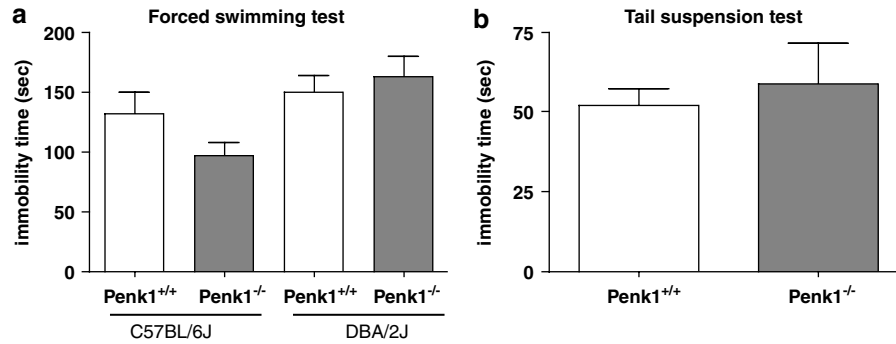 a
Forced swimming test
immobility time (sec)
200
150
100
50
0
Penk1+/+ Penk1-/- Penk1+/+ Penk1-/-
C57BL/6J DBA/2J
b
Tail suspension test
immobility time (sec)
75
50
25
0
Penk1+/+ Penk1-/-